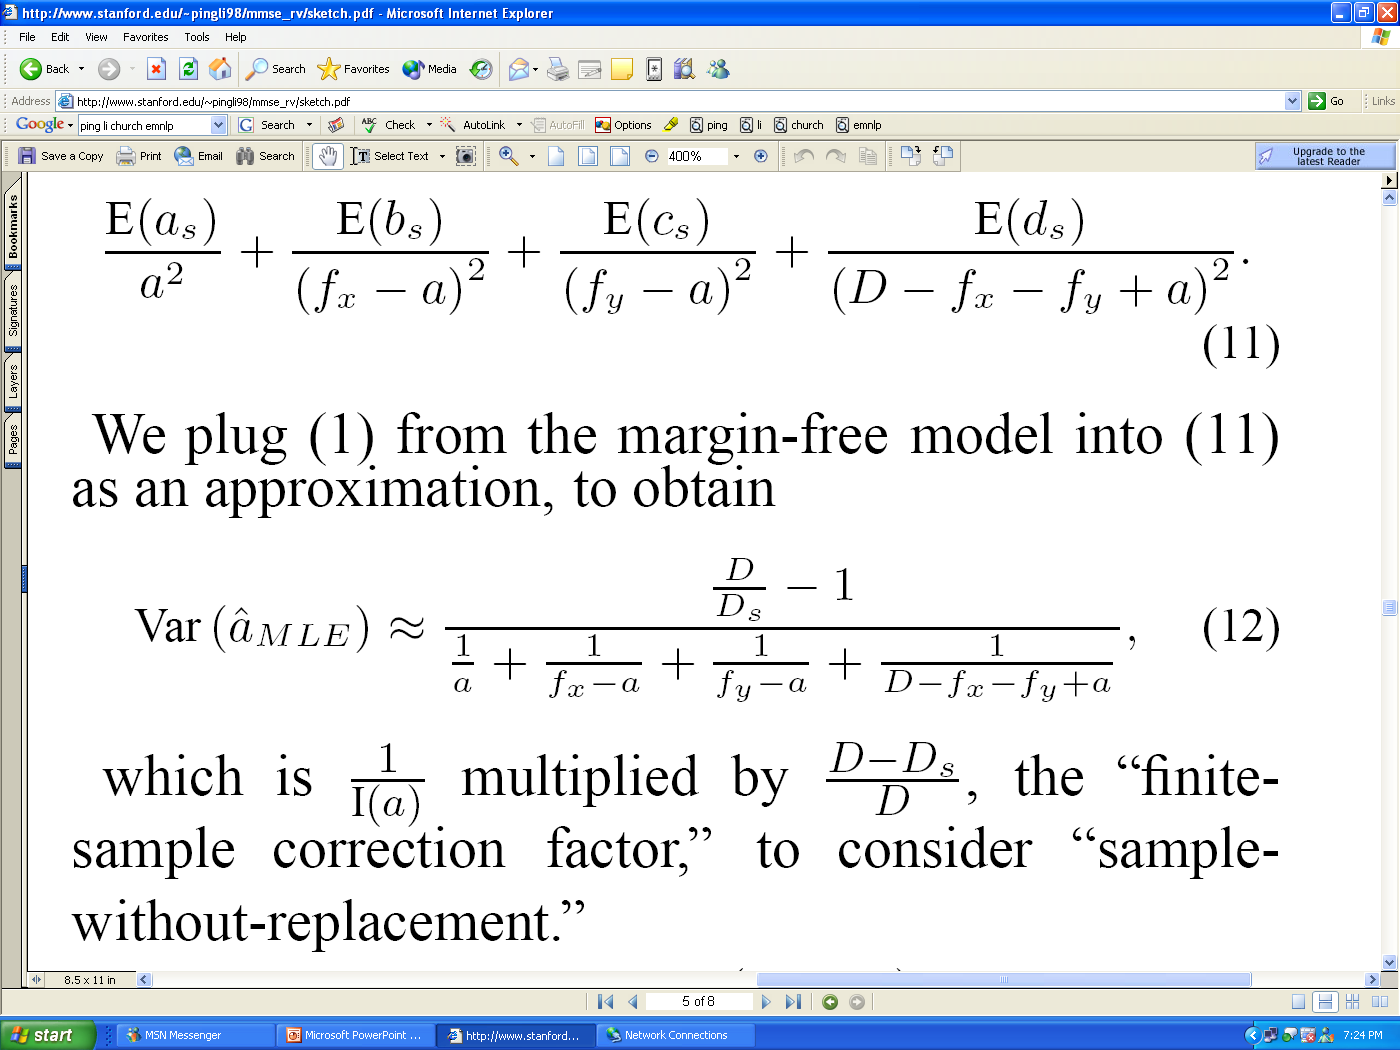 http://www.stanford.edu/~pingli98/mmse_rv/sketch.pdf - Microsoft Internet Explorer
File Edit View Favorites Tools Help
Back Search Favorites Media
Address http://www.stanford.edu/~pingli98/mmse_rv/sketch.pdf Go Links
Google ping li church emnlp G Search ABC Check AutoLink AutoFill Options ping li church emnlp
Save a Copy Print Email Search Select Text 400% Upgrade to the latest Reader
Bookmarks
Signatures
Layers
Pages
E(a_s)/a^2 + E(b_s)/(f_x − a)^2 + E(c_s)/(f_y − a)^2 + E(d_s)/(D − f_x − f_y + a)^2.
(11)
We plug (1) from the margin-free model into (11)
as an approximation, to obtain
Var (â_MLE) ≈ (D/D_s − 1)/(1/a + 1/(f_x−a) + 1/(f_y−a) + 1/(D−f_x−f_y+a)), (12)
which is 1/I(a) multiplied by (D−D_s)/D, the “finite-
sample correction factor,” to consider “sample-
without-replacement.”
8.5 x 11 in
5 of 8
start MSN Messenger Microsoft PowerPoint ... http://www.stanford... Network Connections 7:24 PM